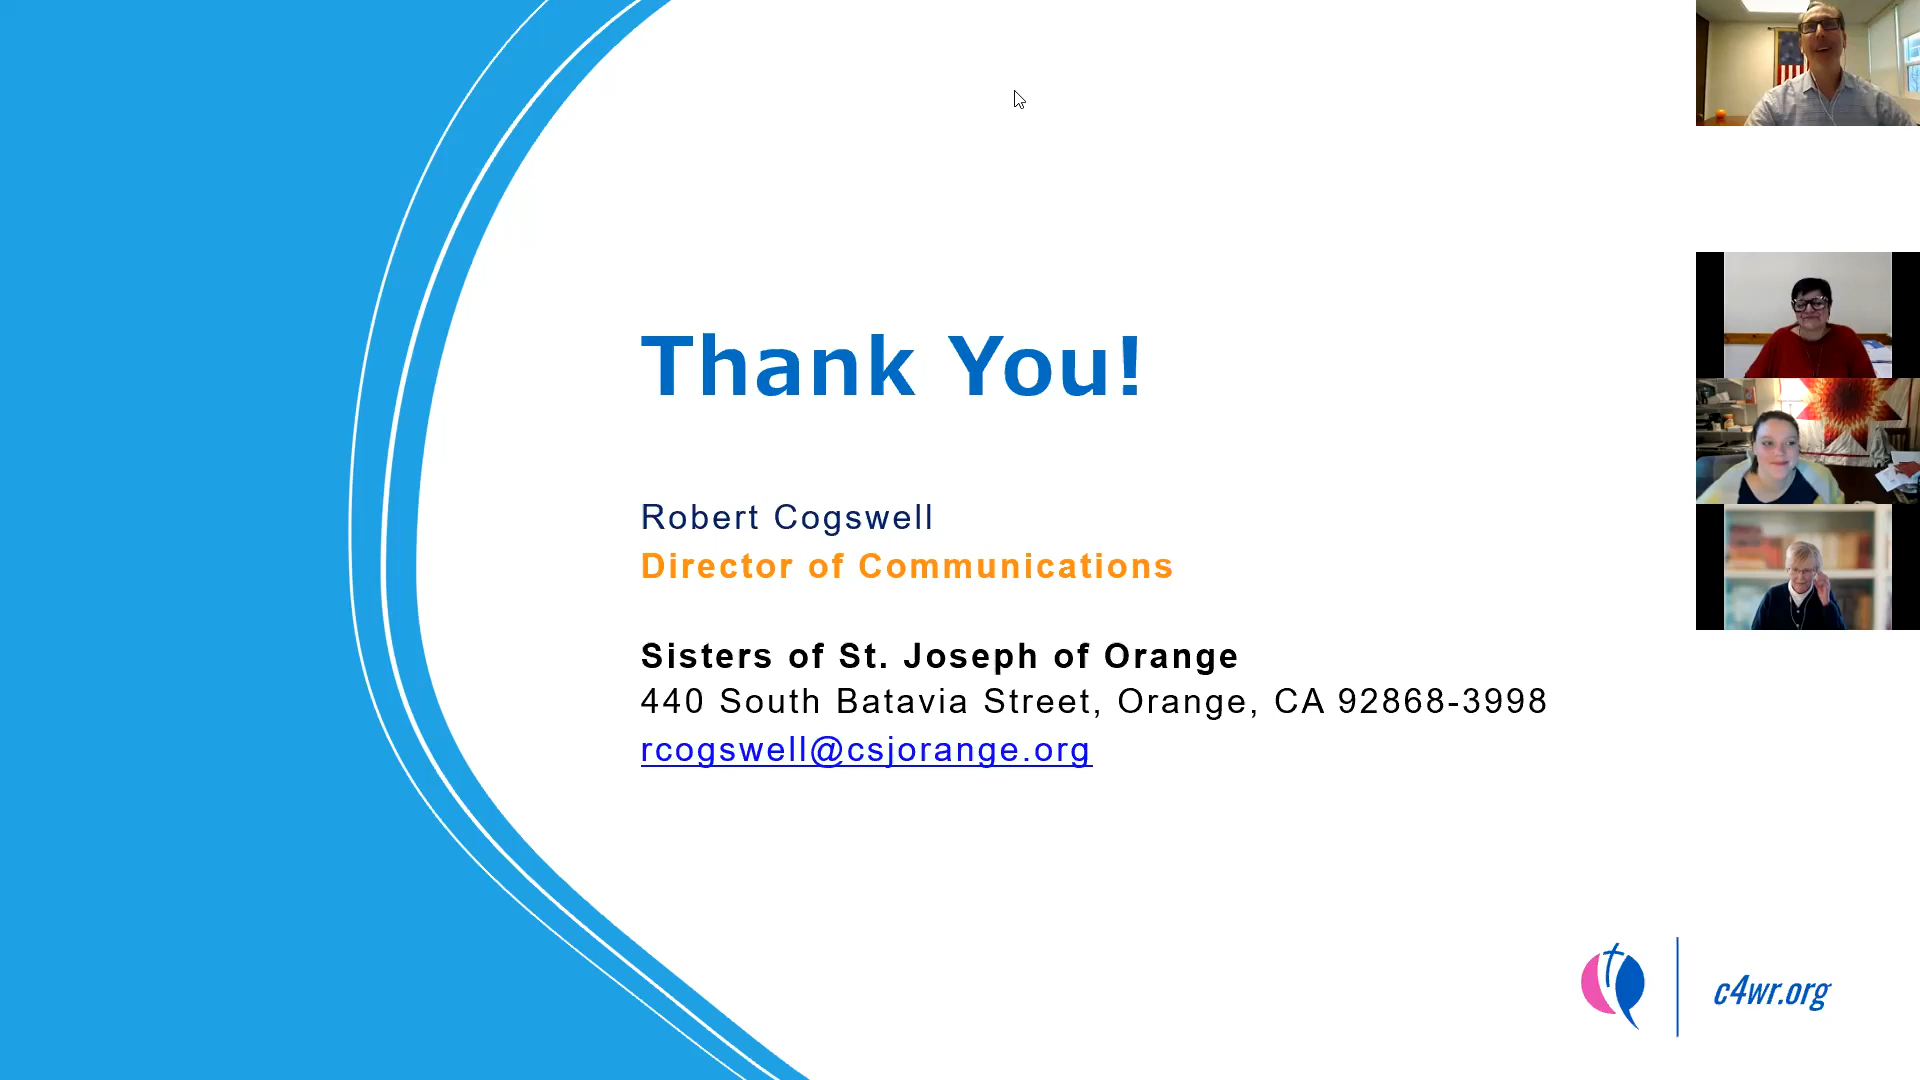 Thank You!
Robert Cogswell
Director of Communications
Sisters of St. Joseph of Orange
440 South Batavia Street, Orange, CA 92868-3998
rcogswell@csjorange.org
c4wr.org